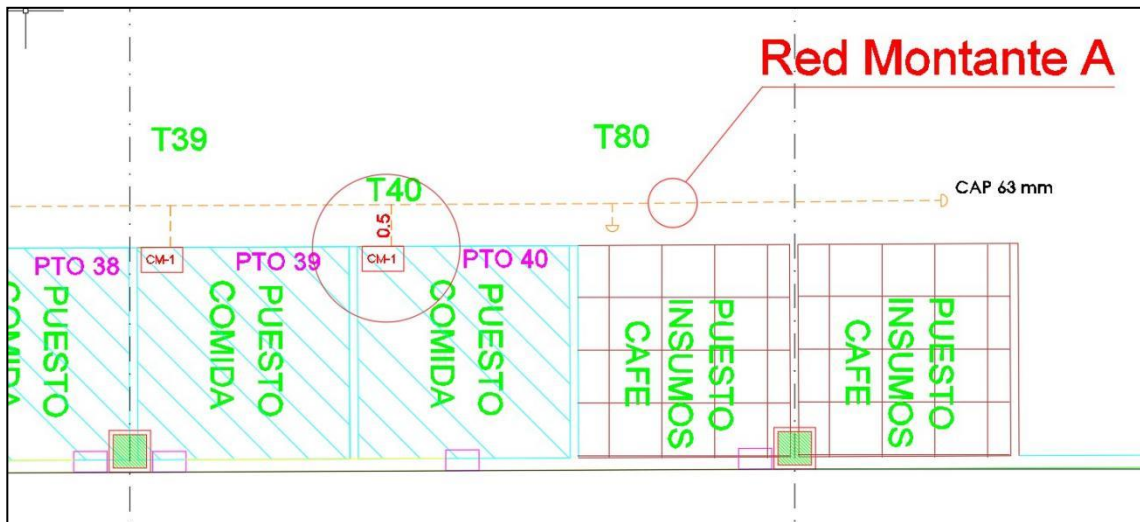 Red Montante A
T39
T80
T40
CAP 63 mm
0.5
PTO 38
CM-1
PTO 39
CM-1
PTO 40
PUESTO
COMIDA
PUESTO
COMIDA
PUESTO
COMIDA
PUESTO
INSUMOS
CAFE
PUESTO
INSUMOS
CAFE